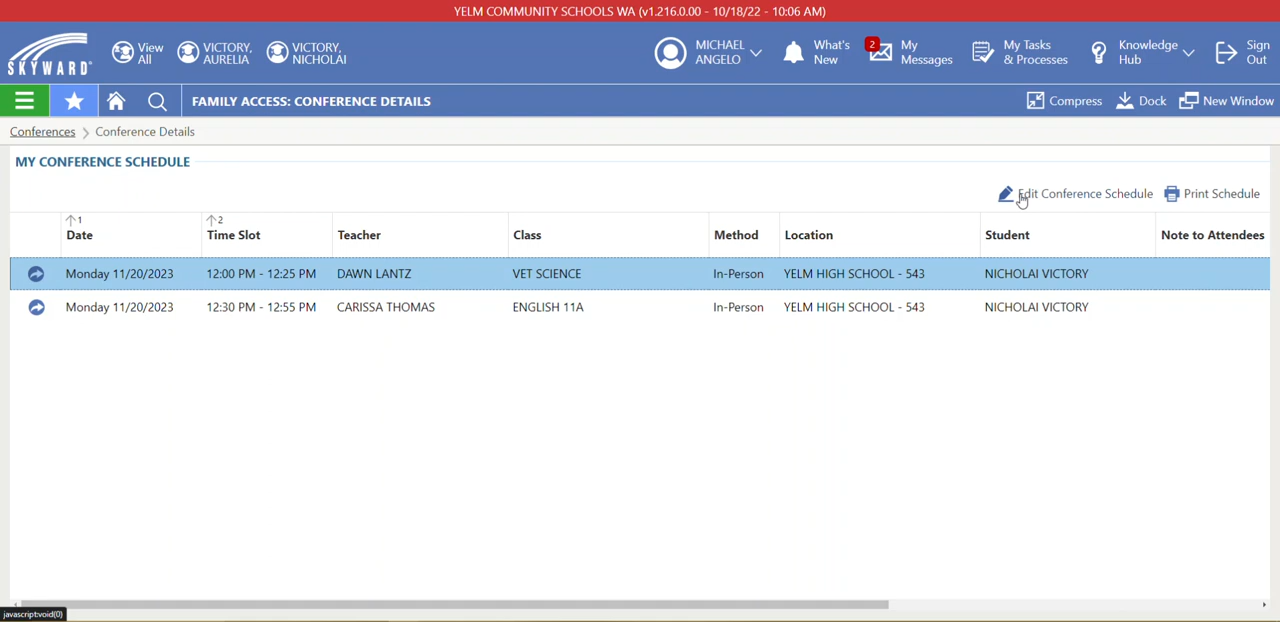 YELM COMMUNITY SCHOOLS WA (v1.216.0.00 - 10/18/22 - 10:06 AM)
SKYWARD
View All
VICTORY, AURELIA
VICTORY, NICHOLAI
MICHAEL ANGELO
What's New
2
My Messages
My Tasks & Processes
Knowledge Hub
Sign Out
FAMILY ACCESS: CONFERENCE DETAILS
Compress
Dock
New Window
Conferences > Conference Details
MY CONFERENCE SCHEDULE
Edit Conference Schedule
Print Schedule
1 Date
2 Time Slot
Teacher
Class
Method
Location
Student
Note to Attendees
Monday 11/20/2023 12:00 PM - 12:25 PM DAWN LANTZ VET SCIENCE In-Person YELM HIGH SCHOOL - 543 NICHOLAI VICTORY
Monday 11/20/2023 12:30 PM - 12:55 PM CARISSA THOMAS ENGLISH 11A In-Person YELM HIGH SCHOOL - 543 NICHOLAI VICTORY
javascript:void(0)